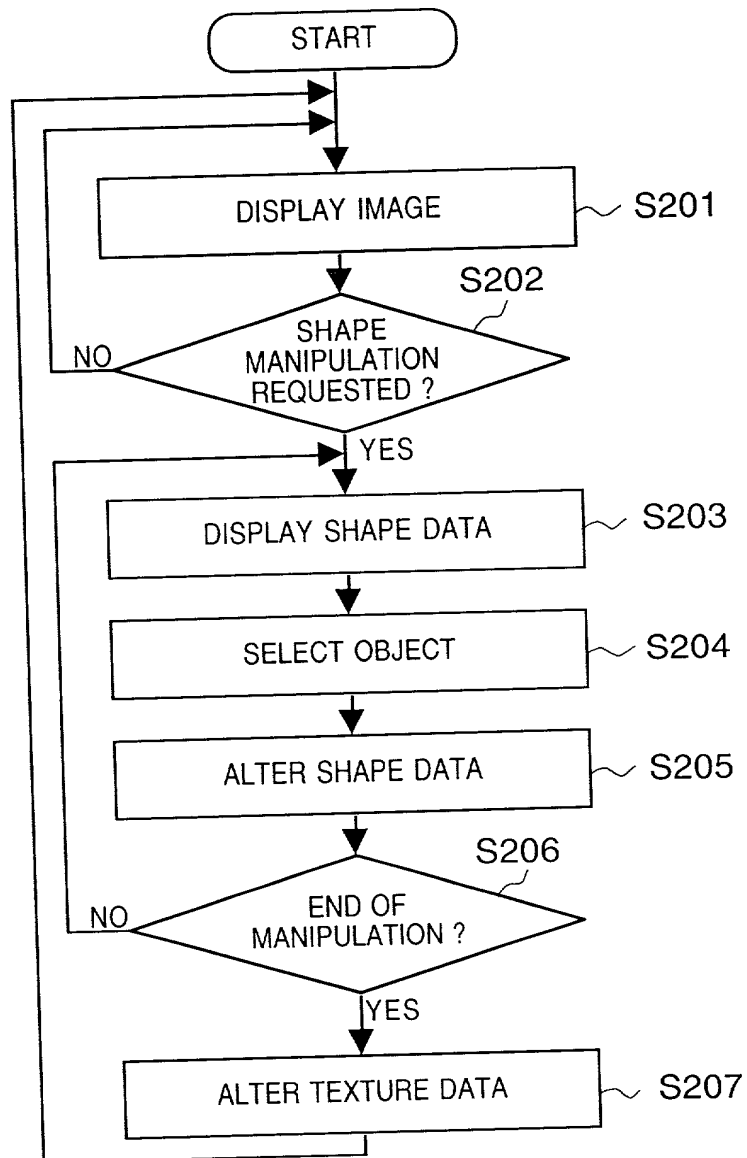 START
DISPLAY IMAGE
S201
S202
SHAPE
MANIPULATION
REQUESTED ?
NO
YES
DISPLAY SHAPE DATA
S203
SELECT OBJECT
S204
ALTER SHAPE DATA
S205
S206
END OF
MANIPULATION ?
NO
YES
ALTER TEXTURE DATA
S207